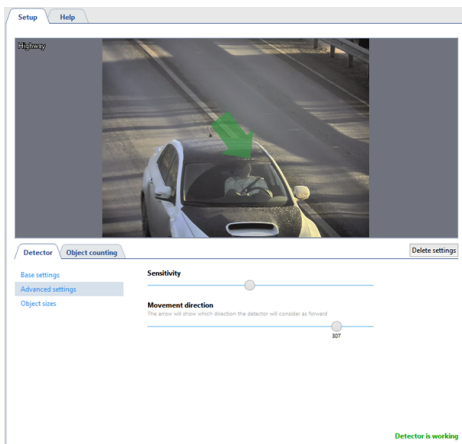 Setup Help
Highway
Detector Object counting Delete settings
Base settings
Advanced settings
Object sizes
Sensitivity
Movement direction
The arrow will show which direction the detector will consider as forward
307
Detector is working